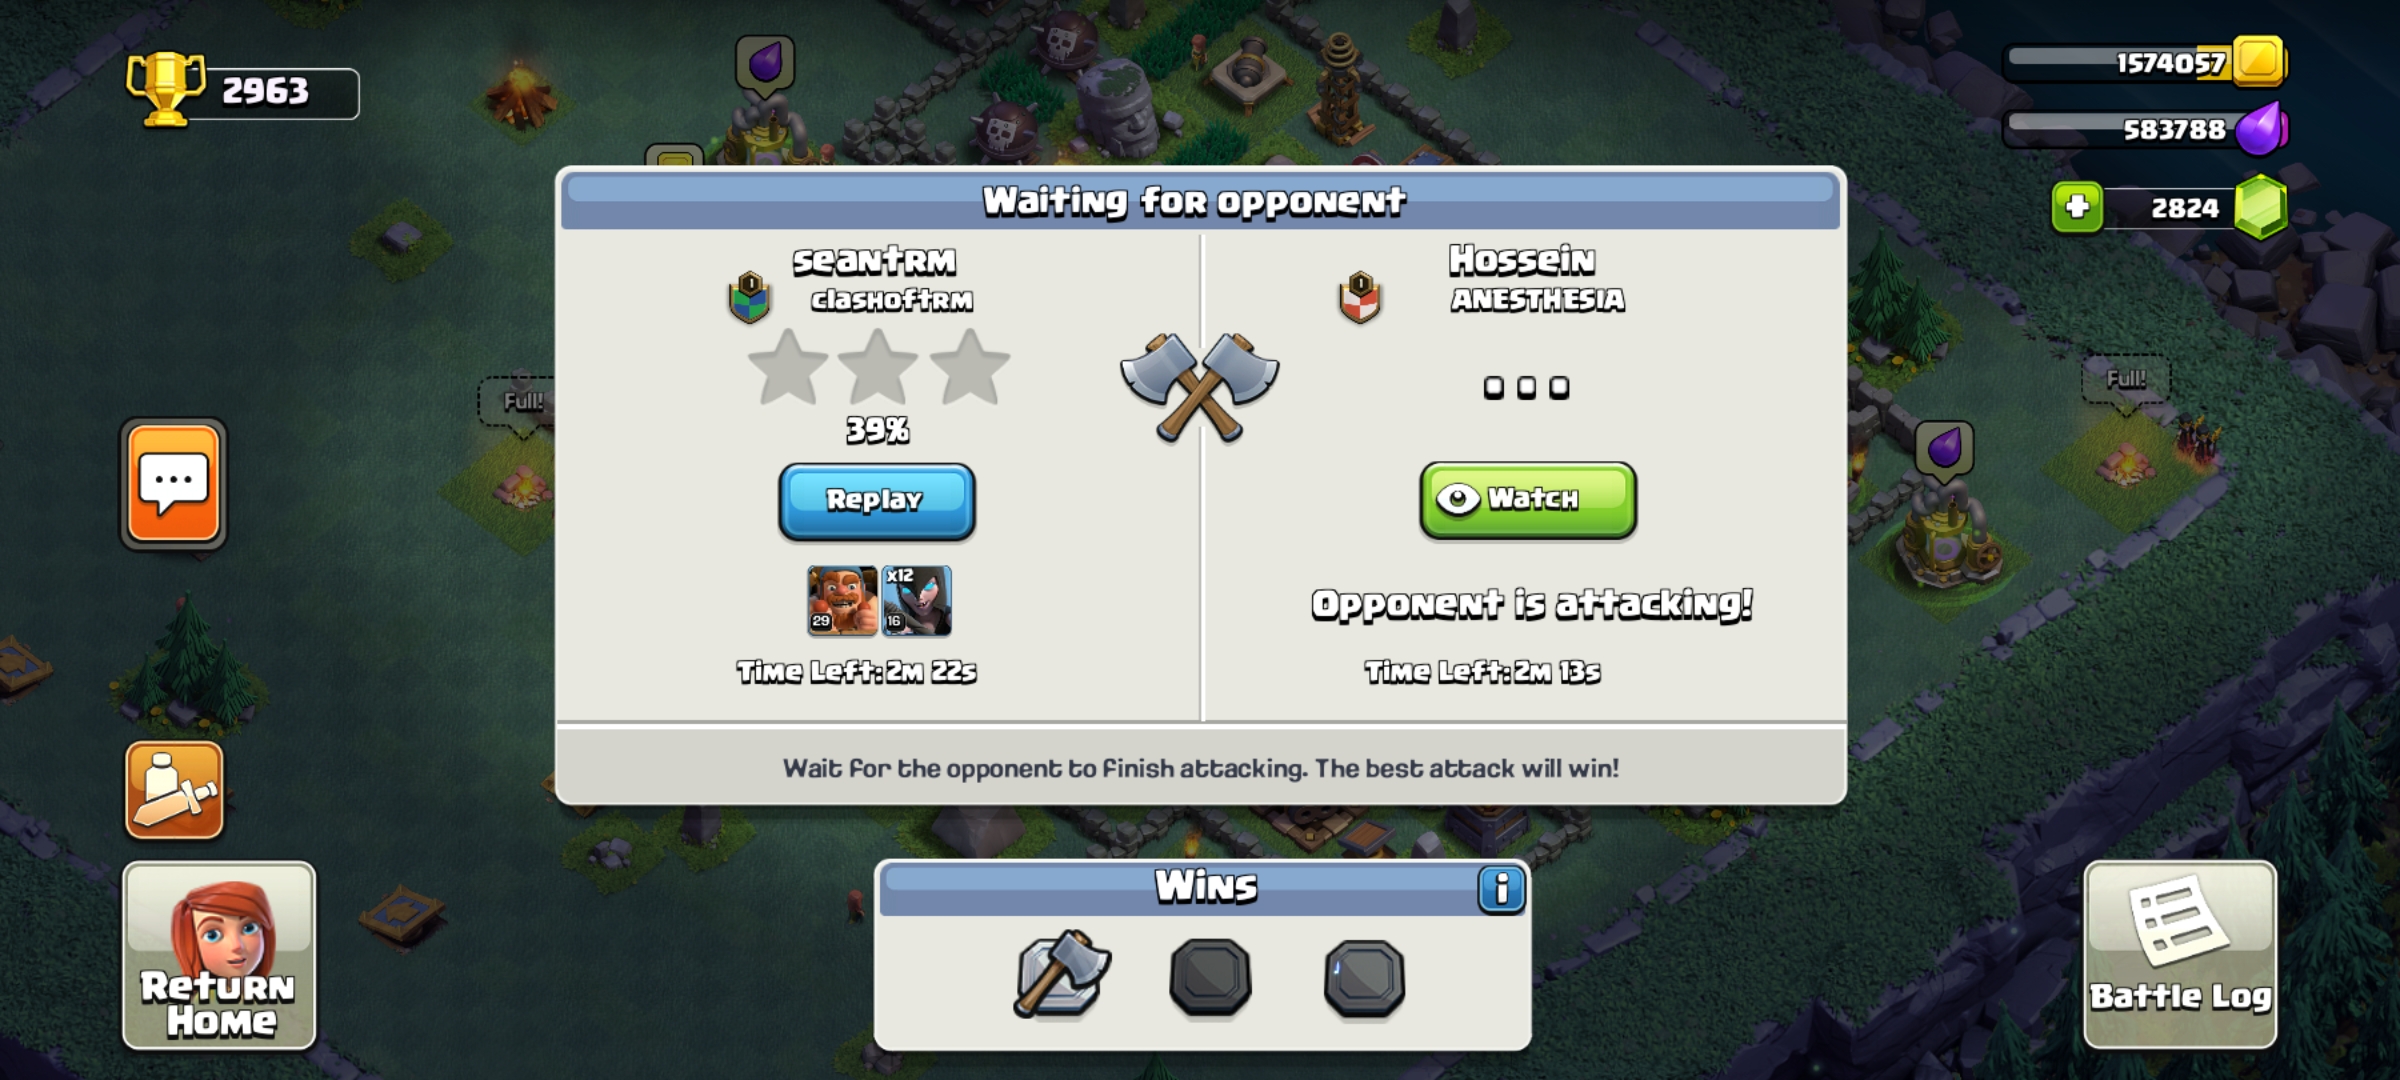 2963
1574057
583788
2824
Waiting for opponent
seantrm
clashoftrm
39%
Replay
29
x12
16
Time Left: 2m 22s
Hossein
ANESTHESIA
Watch
Opponent is attacking!
Time Left: 2m 13s
Wait for the opponent to finish attacking. The best attack will win!
Full!
Full!
Wins
i
Return
Home
Battle Log